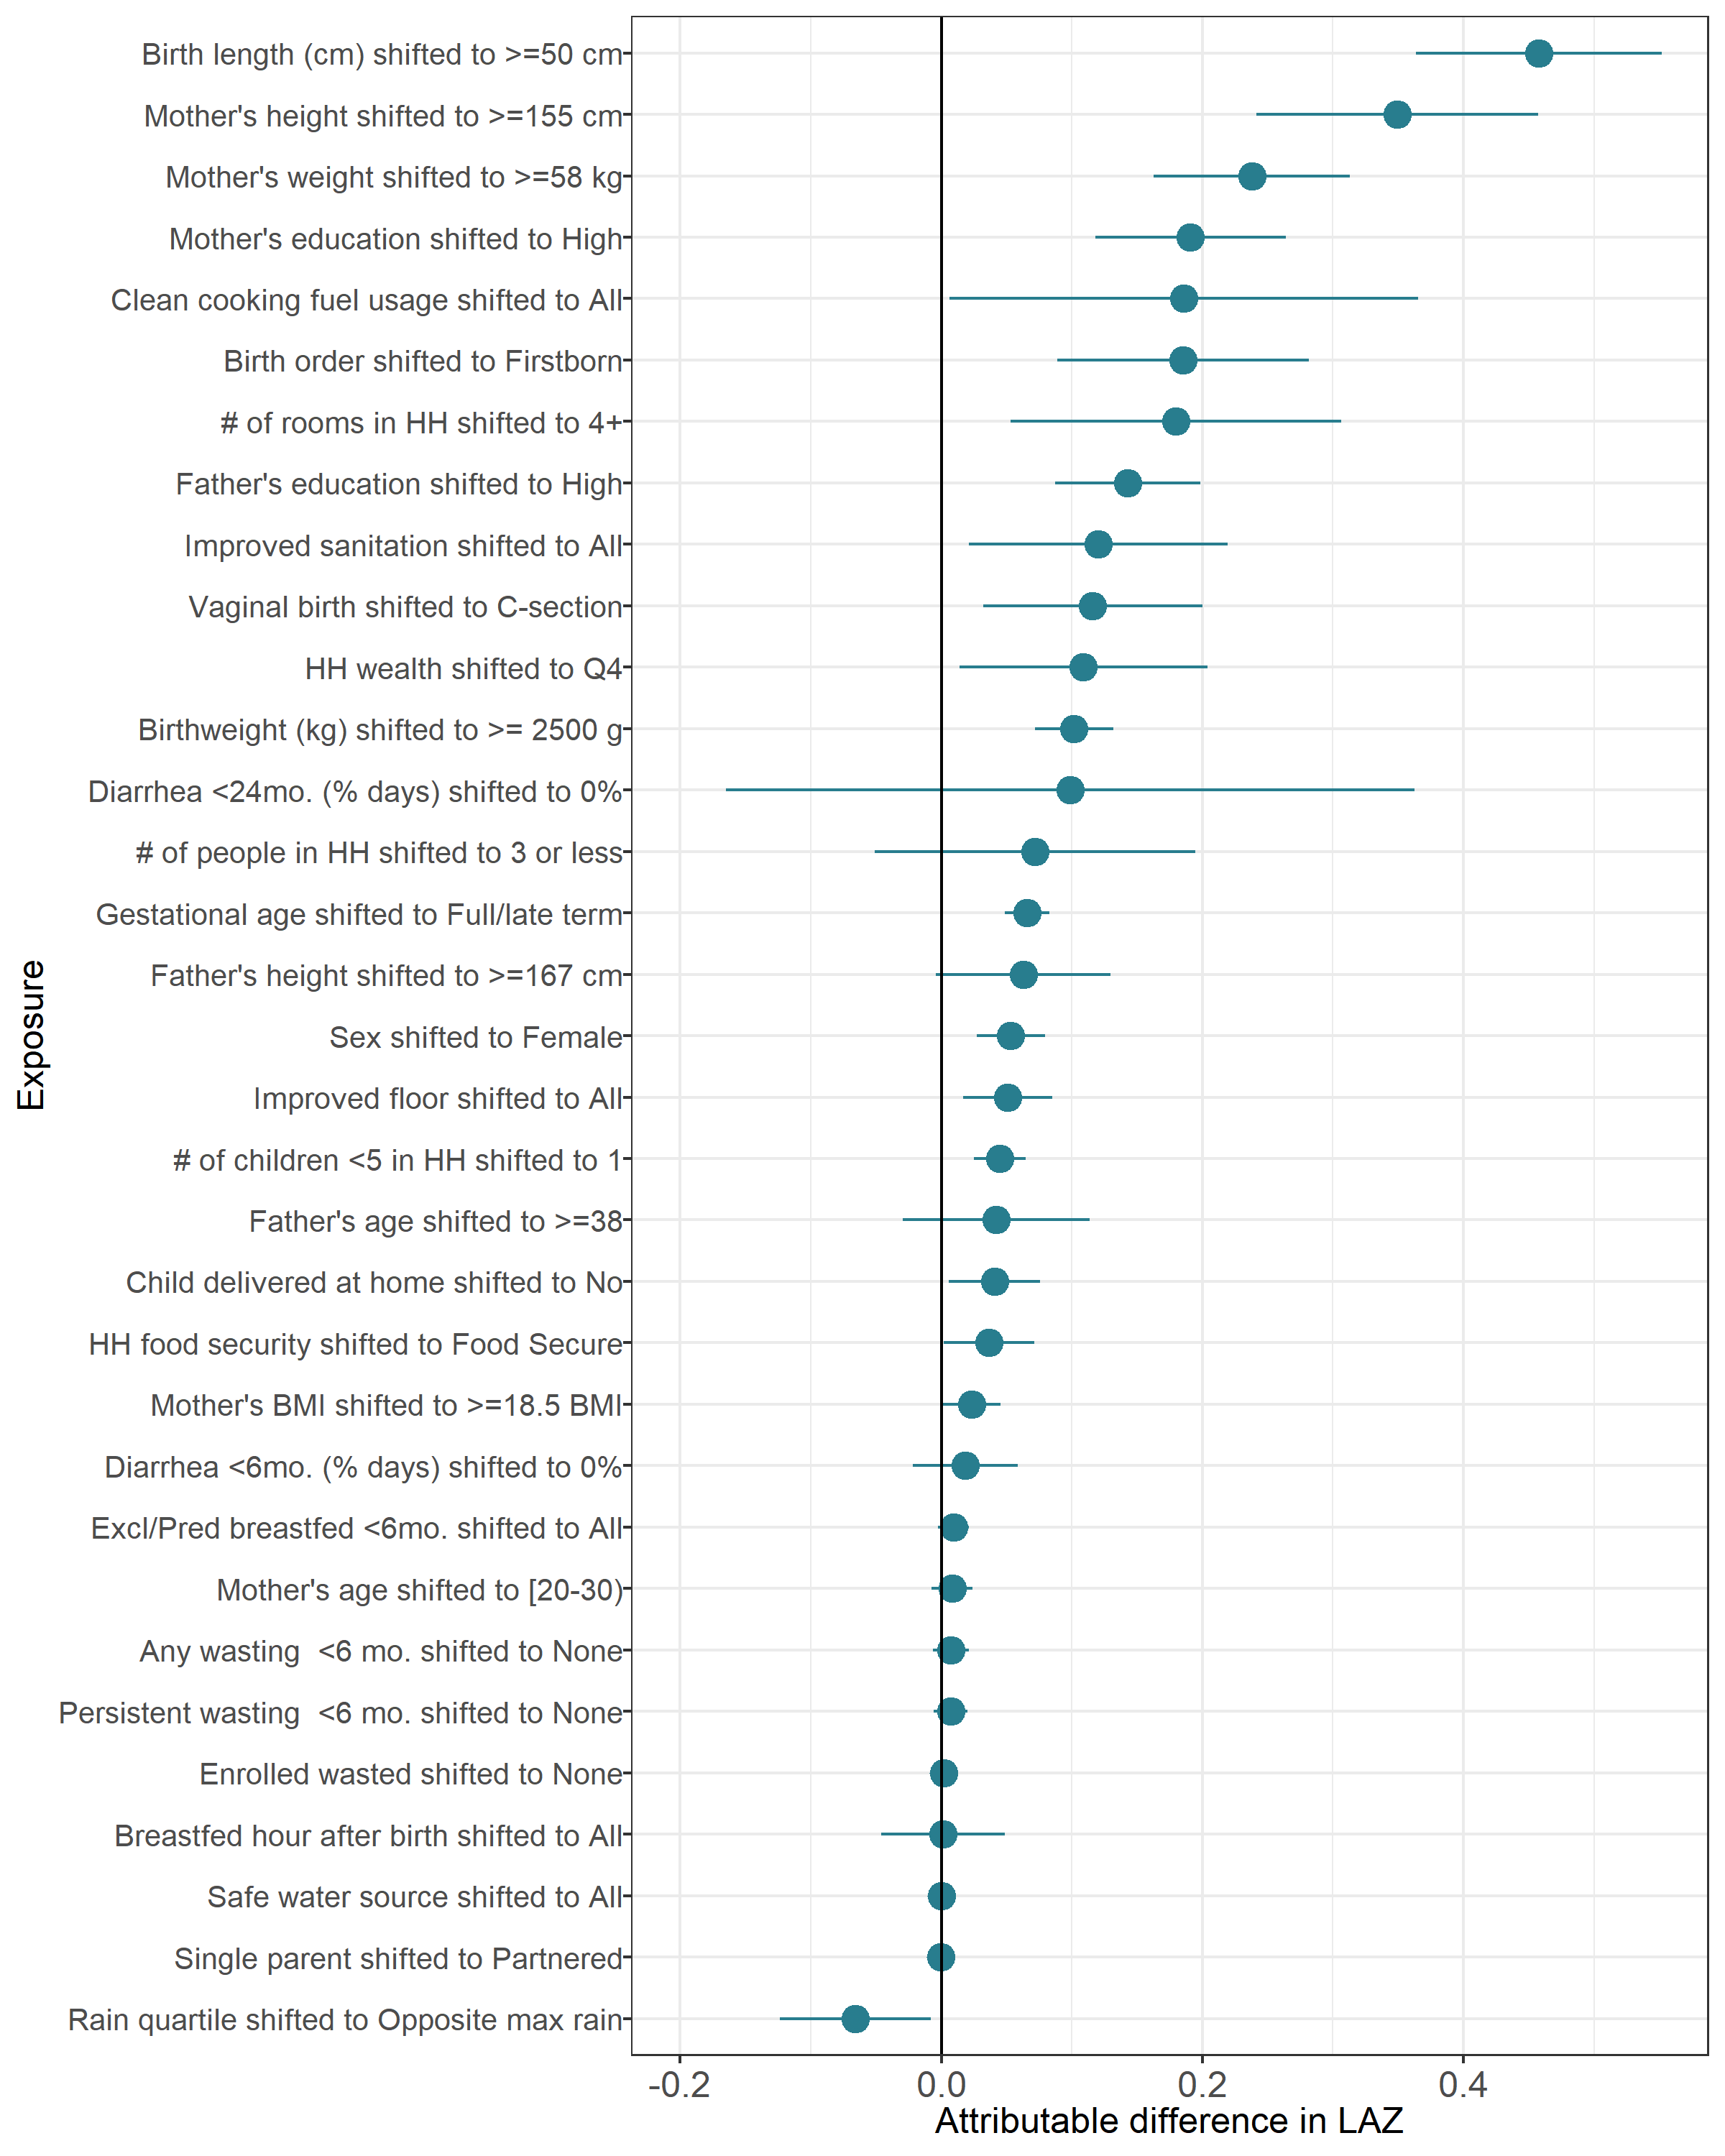 Birth length (cm) shifted to >=50 cm
Mother's height shifted to >=155 cm
Mother's weight shifted to >=58 kg
Mother's education shifted to High
Clean cooking fuel usage shifted to All
Birth order shifted to Firstborn
# of rooms in HH shifted to 4+
Father's education shifted to High
Improved sanitation shifted to All
Vaginal birth shifted to C-section
HH wealth shifted to Q4
Birthweight (kg) shifted to >= 2500 g
Diarrhea <24mo. (% days) shifted to 0%
# of people in HH shifted to 3 or less
Gestational age shifted to Full/late term
Father's height shifted to >=167 cm
Sex shifted to Female
Improved floor shifted to All
# of children <5 in HH shifted to 1
Father's age shifted to >=38
Child delivered at home shifted to No
HH food security shifted to Food Secure
Mother's BMI shifted to >=18.5 BMI
Diarrhea <6mo. (% days) shifted to 0%
Excl/Pred breastfed <6mo. shifted to All
Mother's age shifted to [20-30)
Any wasting  <6 mo. shifted to None
Persistent wasting  <6 mo. shifted to None
Enrolled wasted shifted to None
Breastfed hour after birth shifted to All
Safe water source shifted to All
Single parent shifted to Partnered
Rain quartile shifted to Opposite max rain
Exposure
-0.2 0.0 0.2 0.4
Attributable difference in LAZ